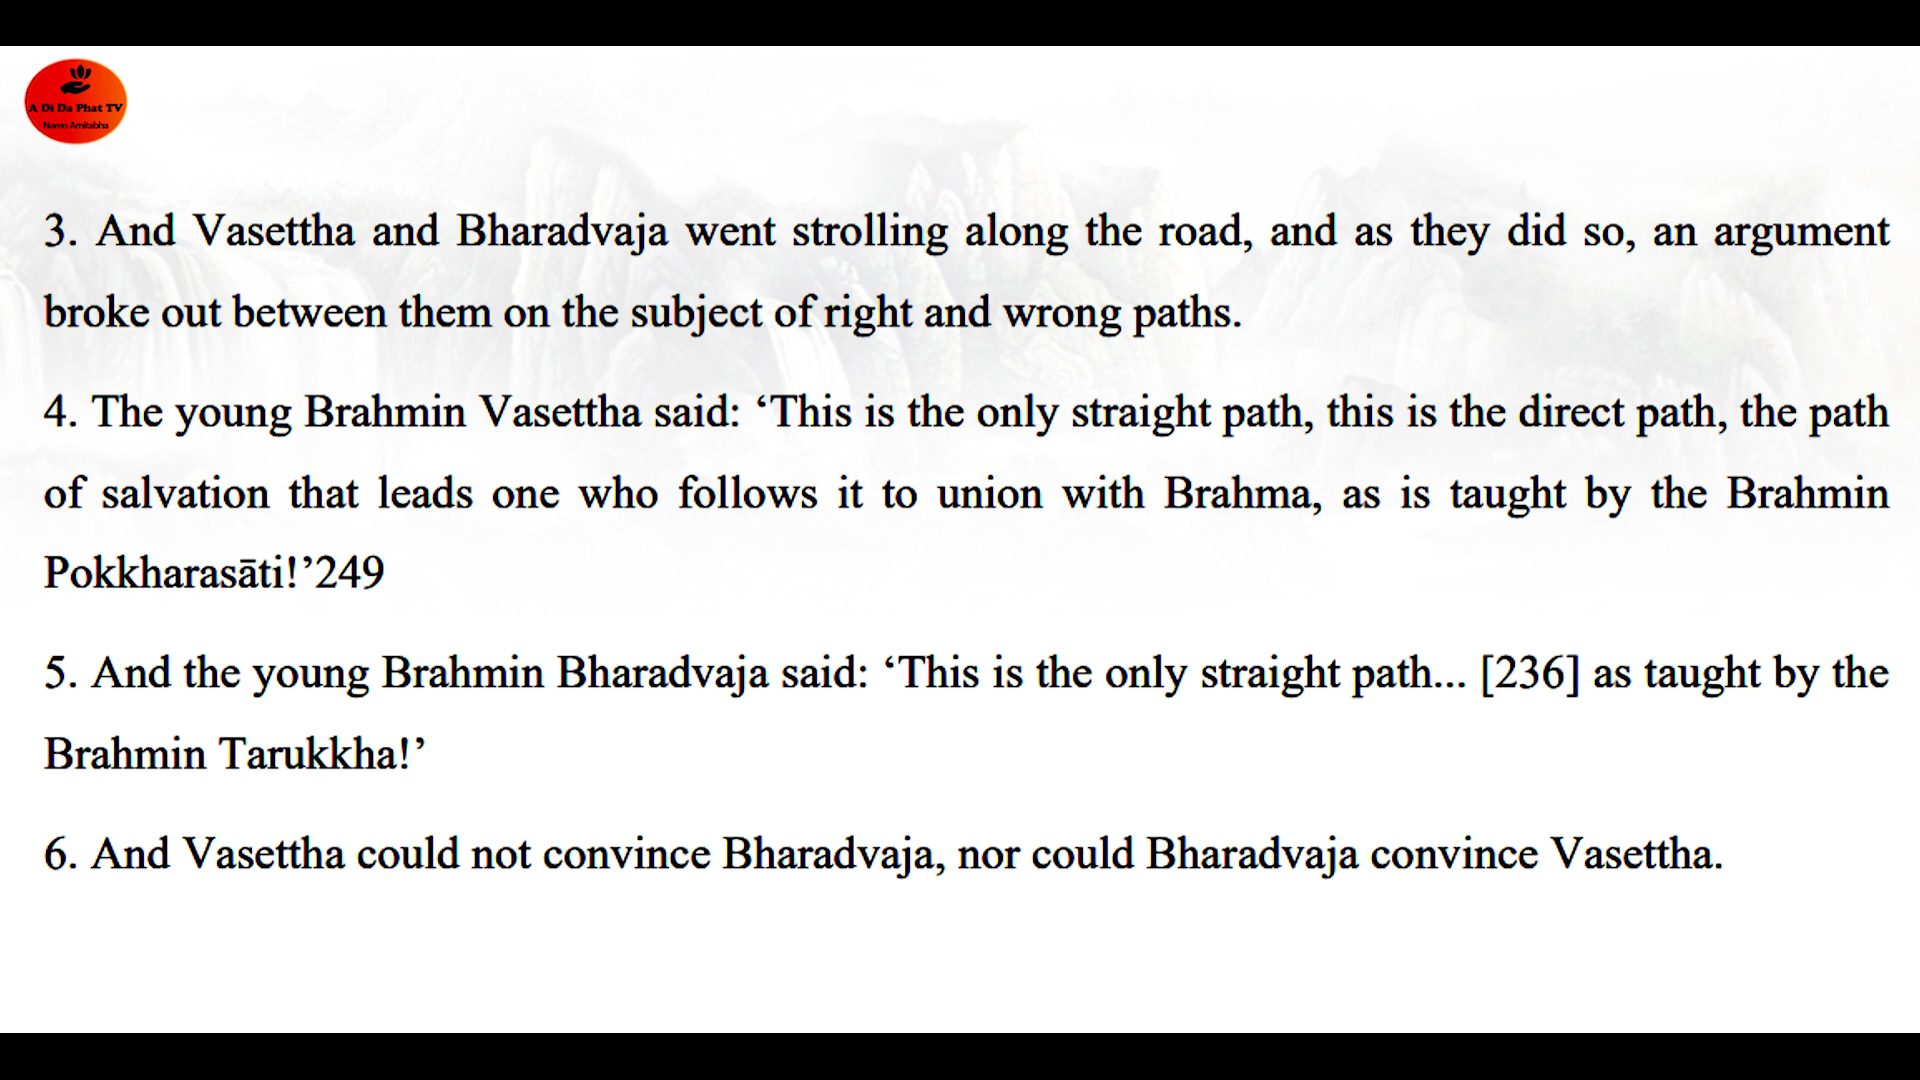 A Di Da Phat TV
Namo Amitabha
3. And Vasettha and Bharadvaja went strolling along the road, and as they did so, an argument
broke out between them on the subject of right and wrong paths.
4. The young Brahmin Vasettha said: ‘This is the only straight path, this is the direct path, the path
of salvation that leads one who follows it to union with Brahma, as is taught by the Brahmin
Pokkharasāti!’249
5. And the young Brahmin Bharadvaja said: ‘This is the only straight path... [236] as taught by the
Brahmin Tarukkha!’
6. And Vasettha could not convince Bharadvaja, nor could Bharadvaja convince Vasettha.